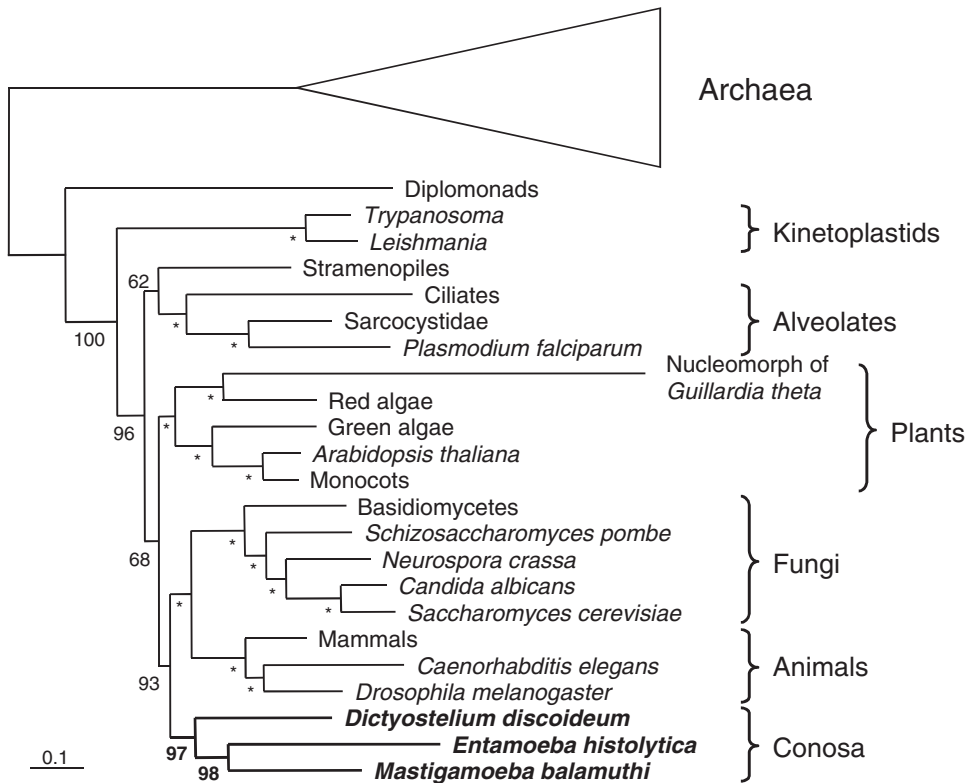 Archaea
Diplomonads
Trypanosoma
*
Leishmania
Kinetoplastids
62
Stramenopiles
Ciliates
*
Sarcocystidae
Alveolates
100
*
Plasmodium falciparum
Nucleomorph of
Guillardia theta
*
Red algae
Plants
96
*
Green algae
*
Arabidopsis thaliana
*
Monocots
Basidiomycetes
68
*
Schizosaccharomyces pombe
*
Neurospora crassa
Fungi
*
Candida albicans
*
*
Saccharomyces cerevisiae
Mammals
*
Caenorhabditis elegans
Animals
93
*
Drosophila melanogaster
Dictyostelium discoideum
97
Entamoeba histolytica
Conosa
0.1
98
Mastigamoeba balamuthi